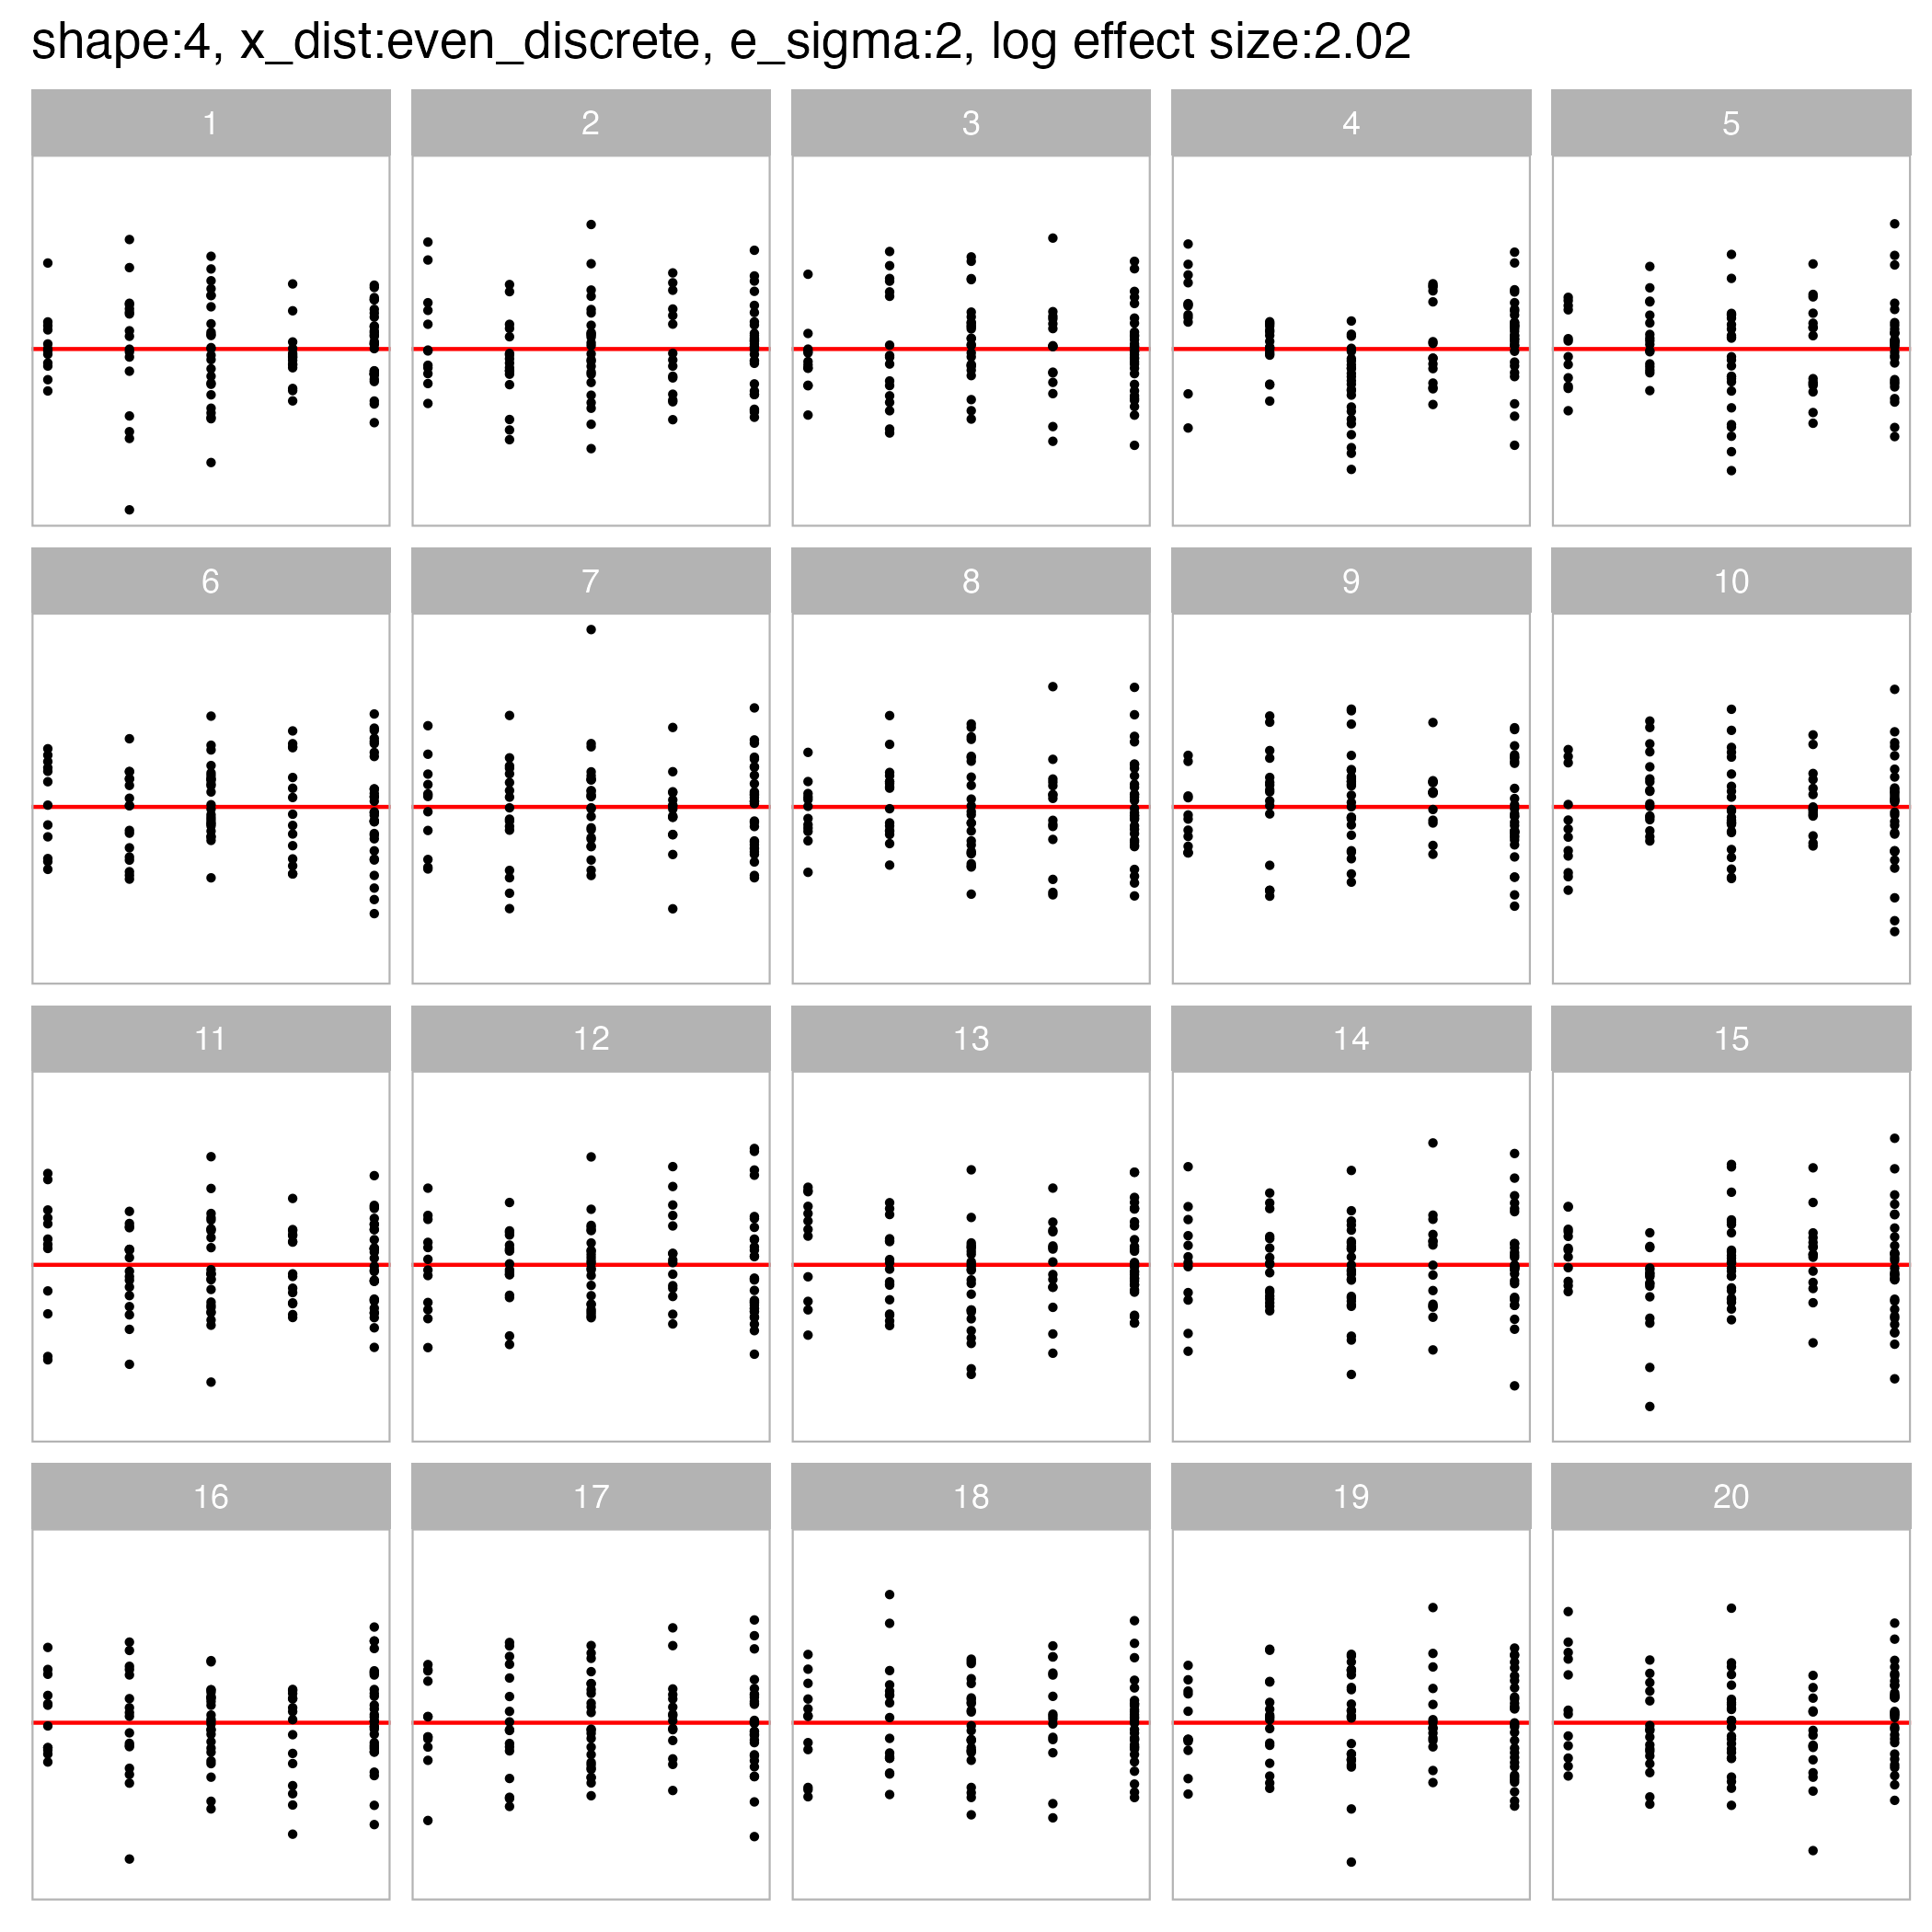 shape:4, x_dist:even_discrete, e_sigma:2, log effect size:2.02
1 2 3 4 5
6 7 8 9 10
11 12 13 14 15
16 17 18 19 20